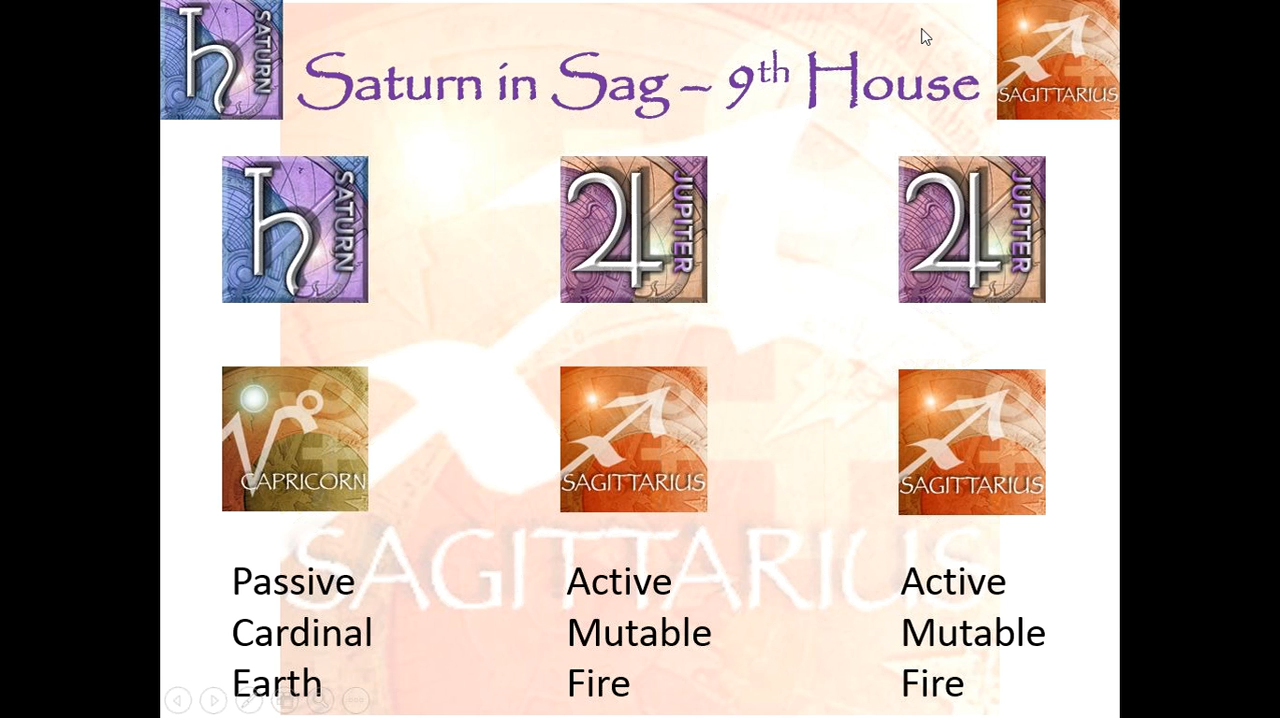 SATURN
Saturn in Sag – 9th House
SAGITTARIUS
SATURN
JUPITER
JUPITER
CAPRICORN
SAGITTARIUS
SAGITTARIUS
SAGITTARIUS
Passive
Active
Active
Cardinal
Mutable
Mutable
Earth
Fire
Fire